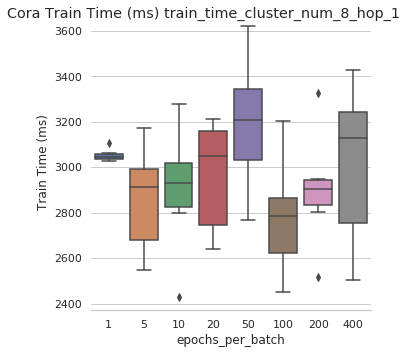 Cora Train Time (ms) train_time_cluster_num_8_hop_1
3600
3400
3200
3000
2800
2600
2400
Train Time (ms)
1 5 10 20 50 100 200 400
epochs_per_batch